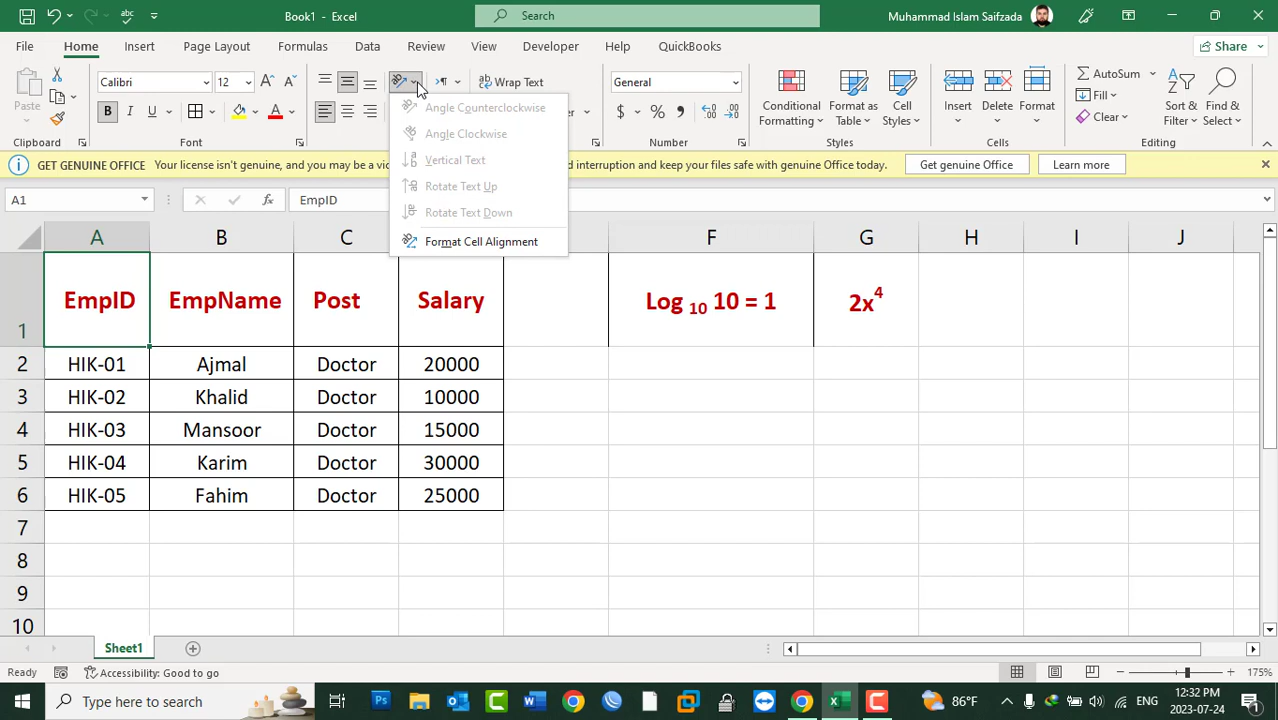 Book1 - Excel
Search
Muhammad Islam Saifzada
File Home Insert Page Layout Formulas Data Review View Developer Help QuickBooks
Share
Paste
Clipboard
Calibri 12
B I
General
Wrap Text
Number
Conditional Formatting
Format as Table
Cell Styles
Styles
Insert Delete Format
Cells
AutoSum
Fill
Clear
Sort & Filter
Find & Select
Editing
Angle Counterclockwise
Angle Clockwise
Vertical Text
Rotate Text Up
Rotate Text Down
Format Cell Alignment
GET GENUINE OFFICE Your license isn't genuine, and you may be a vic
d interruption and keep your files safe with genuine Office today.
Get genuine Office
Learn more
A1
fx
EmpID
A B C F G H I J
1 EmpID EmpName Post Salary Log 10 10 = 1 2x4
2 HIK-01 Ajmal Doctor 20000
3 HIK-02 Khalid Doctor 10000
4 HIK-03 Mansoor Doctor 15000
5 HIK-04 Karim Doctor 30000
6 HIK-05 Fahim Doctor 25000
7
8
9
10
Sheet1
Ready
Accessibility: Good to go
175%
Type here to search
86°F
ENG
12:32 PM
2023-07-24